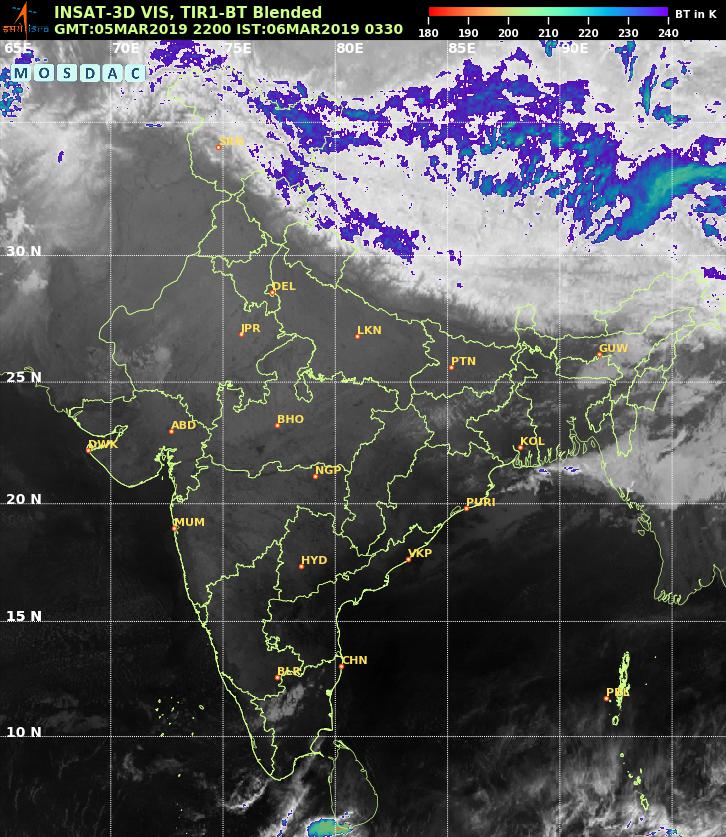 INSAT-3D VIS, TIR1-BT Blended
GMT:05MAR2019 2200 IST:06MAR2019 0330
BT in K
180 190 200 210 220 230 240
65E 70E 75E 80E 85E 90E
M O S D A C
SRN
30 N
DEL
JPR LKN
GUW
PTN
25 N
ABD BHO
DWK KOL
NGP
20 N
PURI
MUM
VKP
HYD
15 N
CHN
BLR
PBL
10 N